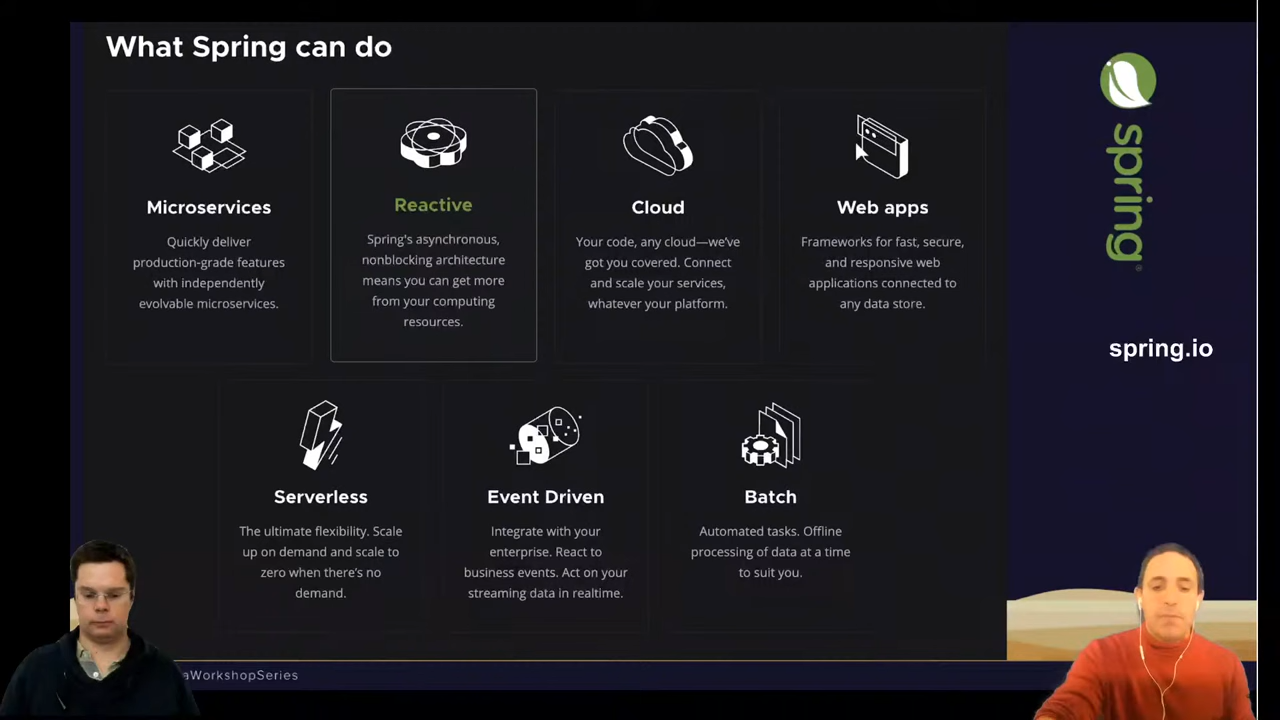 What Spring can do
Microservices
Quickly deliver
production-grade features
with independently
evolvable microservices.
Reactive
Spring's asynchronous,
nonblocking architecture
means you can get more
from your computing
resources.
Cloud
Your code, any cloud—we've
got you covered. Connect
and scale your services,
whatever your platform.
Web apps
Frameworks for fast, secure,
and responsive web
applications connected to
any data store.
Serverless
The ultimate flexibility. Scale
up on demand and scale to
zero when there's no
demand.
Event Driven
Integrate with your
enterprise. React to
business events. Act on your
streaming data in realtime.
Batch
Automated tasks. Offline
processing of data at a time
to suit you.
spring®
spring.io
aWorkshopSeries